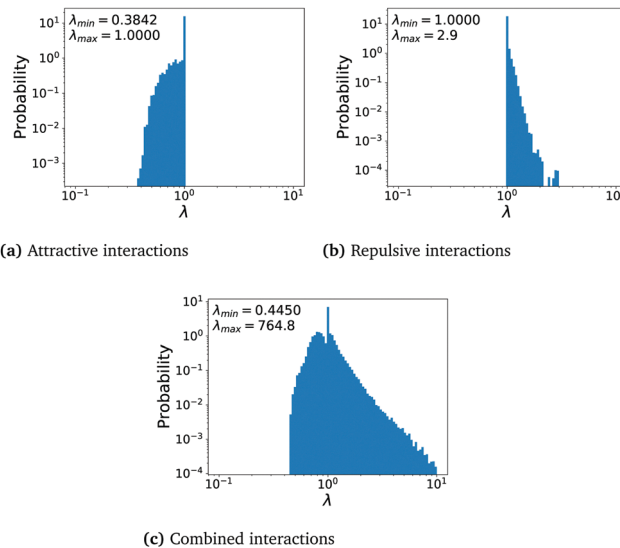 λmin = 0.3842
λmax = 1.0000
10¹
10⁰
10⁻¹
10⁻²
10⁻³
Probability
10⁻¹ 10⁰ 10¹
λ
(a) Attractive interactions
λmin = 1.0000
λmax = 2.9
10¹
10⁰
10⁻¹
10⁻²
10⁻³
10⁻⁴
Probability
10⁻¹ 10⁰ 10¹
λ
(b) Repulsive interactions
λmin = 0.4450
λmax = 764.8
10¹
10⁰
10⁻¹
10⁻²
10⁻³
10⁻⁴
Probability
10⁻¹ 10⁰ 10¹
λ
(c) Combined interactions